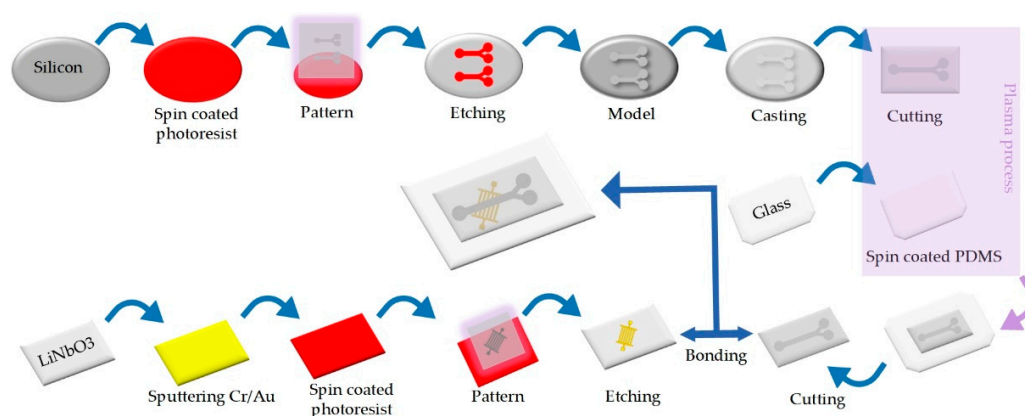 Silicon
Spin coated
photoresist
Pattern
Etching
Model
Casting
Cutting
Plasma process
Glass
Spin coated PDMS
LiNbO3
Sputtering Cr/Au
Spin coated
photoresist
Pattern
Etching
Bonding
Cutting